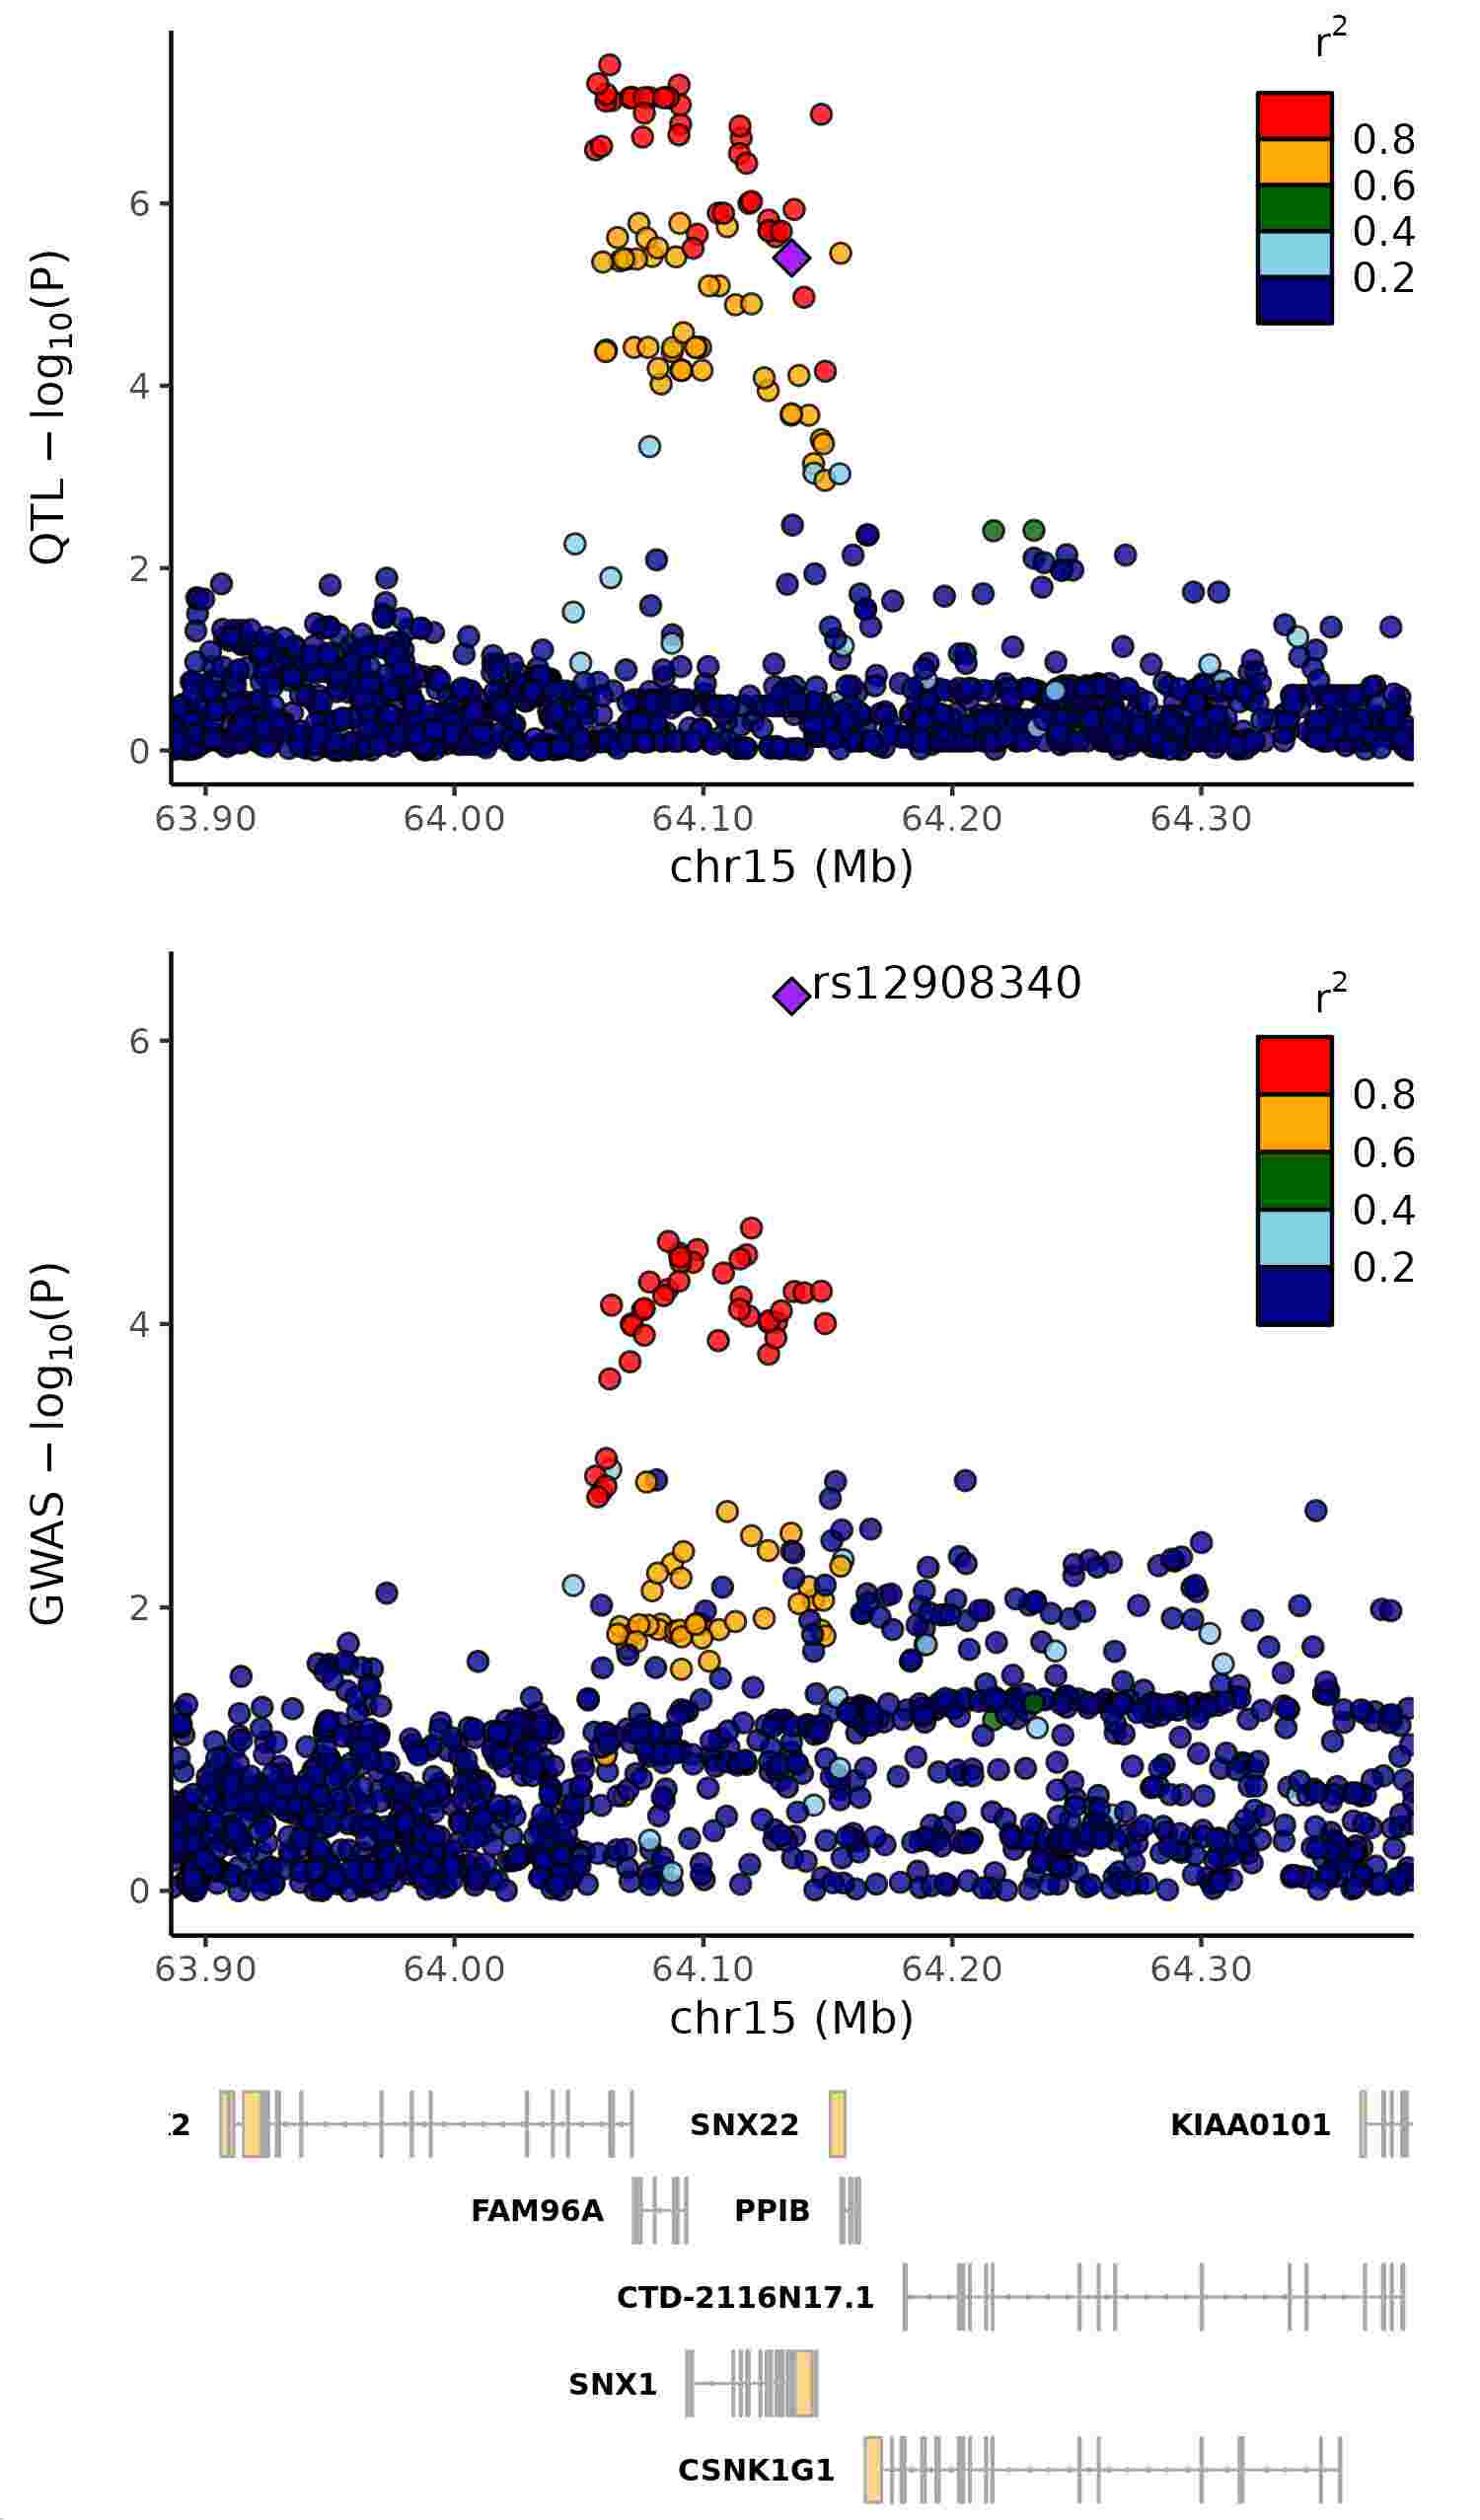 r2
0.8
0.6
0.4
0.2
QTL −log10(P)
6
4
2
0
63.90 64.00 64.10 64.20 64.30
chr15 (Mb)
rs12908340
r2
0.8
0.6
0.4
0.2
GWAS −log10(P)
6
4
2
0
63.90 64.00 64.10 64.20 64.30
chr15 (Mb)
2 SNX22 KIAA0101
FAM96A PPIB
CTD-2116N17.1
SNX1
CSNK1G1